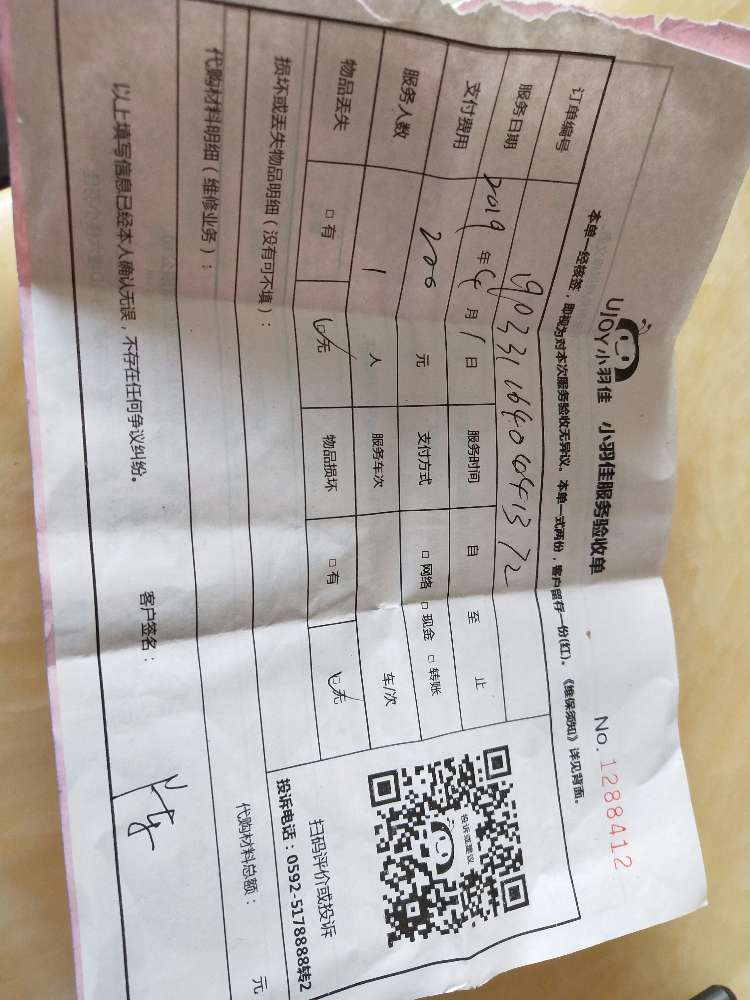 UJOY小羽佳 小羽佳服务验收单 No. 1288412
本单一经核签，即视为对本次服务验收无异议。本单一式两份，客户留存一份(红)。《维保须知》详见背面。
订单编号
服务日期 2019 年 4 月 1 日 服务时间 自 至 止
支付费用 200 元 支付方式 □网络 □现金 □转账
服务人数 1 人 服务车次 车/次
物品丢失 □有 ☑无 物品损坏 □有 ☑无
投诉或建议
扫码评价或投诉
投诉电话：0592-5178888转2
损坏或丢失物品明细（没有可不填）：
代购材料明细（维修业务）： 代购材料总额： 元
以上填写信息已经本人确认无误，不存在任何争议纠纷。 客户签名：